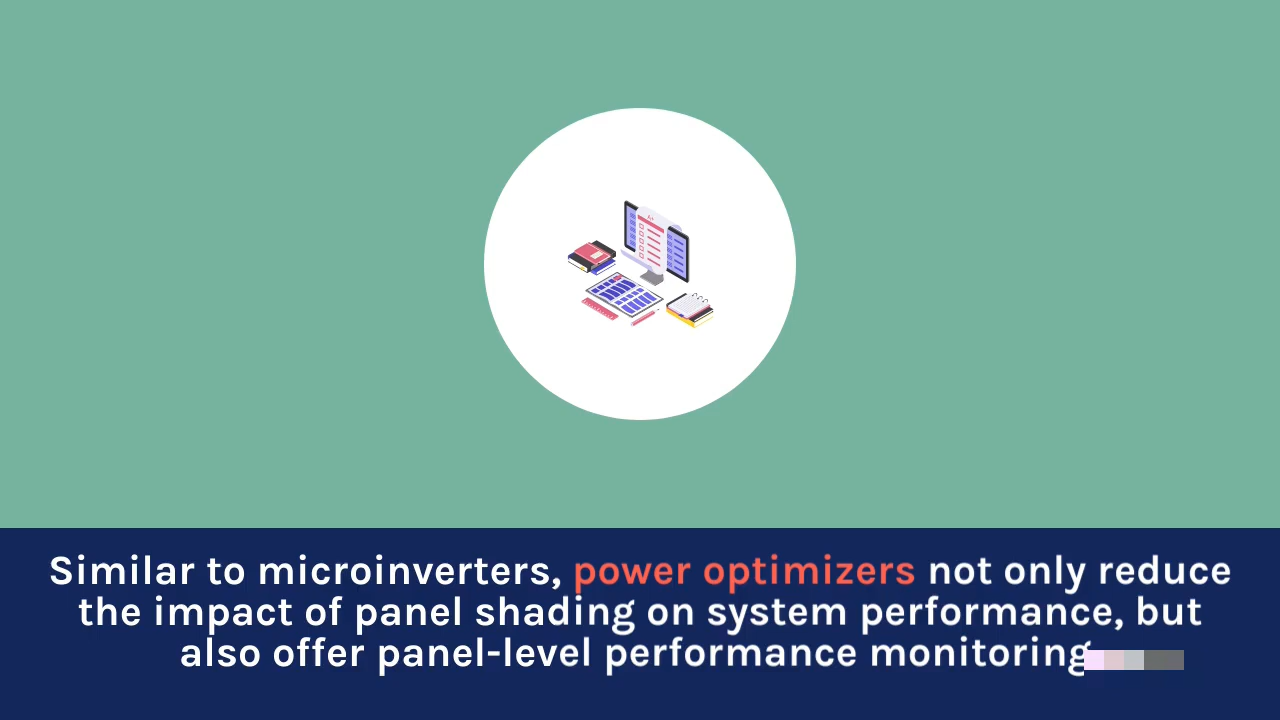 Similar to microinverters, power optimizers not only reduce
the impact of panel shading on system performance, but
also offer panel-level performance monitoring